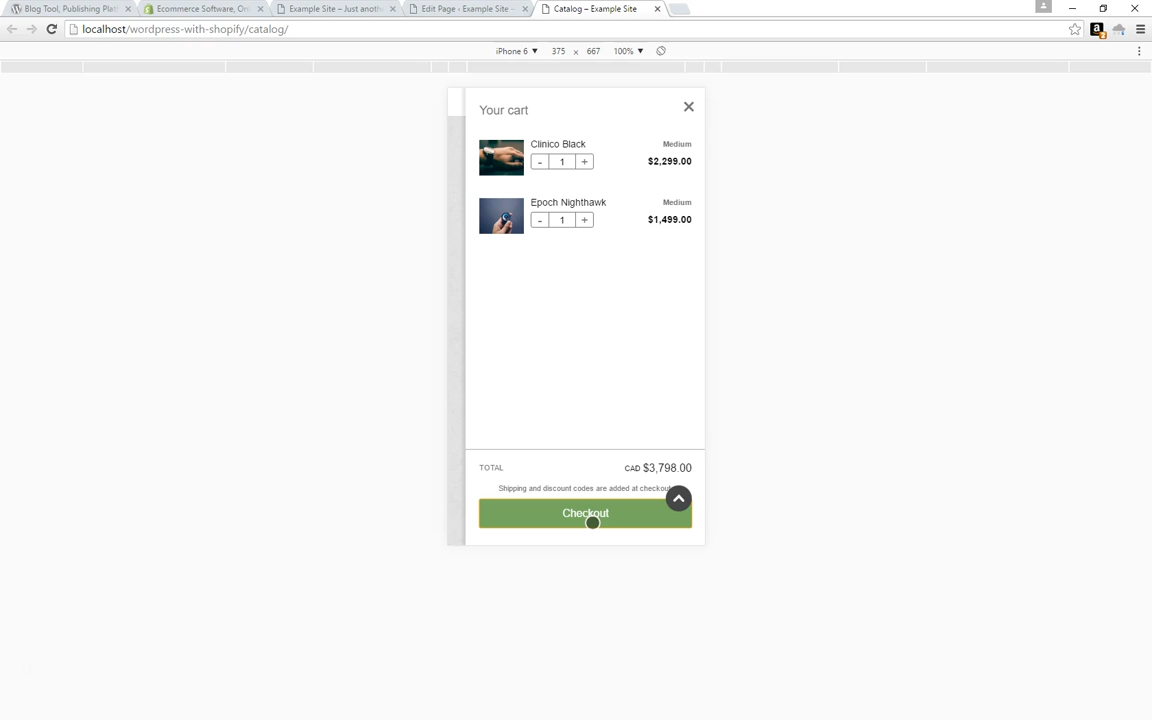 Blog Tool, Publishing Platf
Ecommerce Software, Onl
Example Site – Just anoth
Edit Page ‹ Example Site –
Catalog – Example Site
localhost/wordpress-with-shopify/catalog/
iPhone 6 ▼ 375 × 667 100% ▼
Your cart
Clinico Black Medium
- 1 + $2,299.00
Epoch Nighthawk Medium
- 1 + $1,499.00
TOTAL CAD $3,798.00
Shipping and discount codes are added at checkout
Checkout